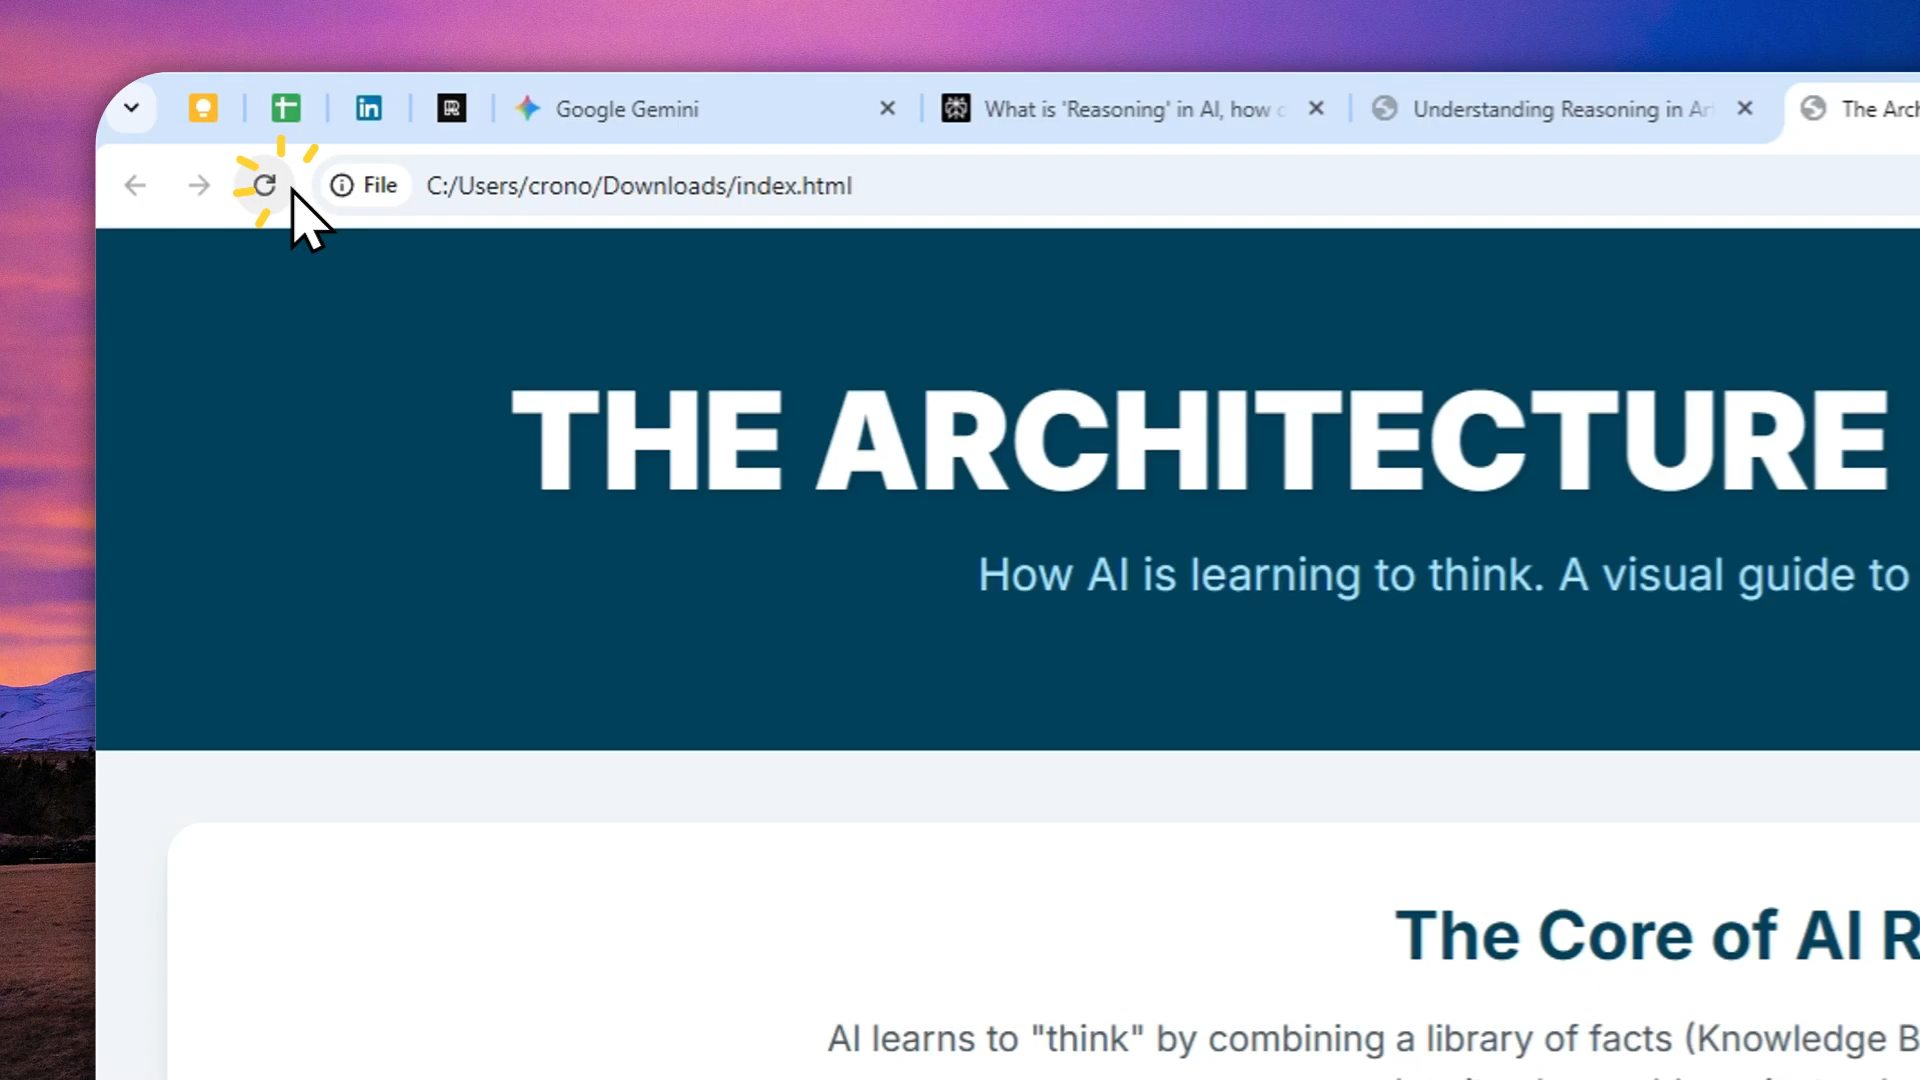 Google Gemini
What is 'Reasoning' in AI, how
Understanding Reasoning in
The
File
C:/Users/crono/Downloads/index.html
THE ARCHITECTURE
How AI is learning to think. A visual guide to
The Core of AI
AI learns to "think" by combining a library of facts (Knowledge